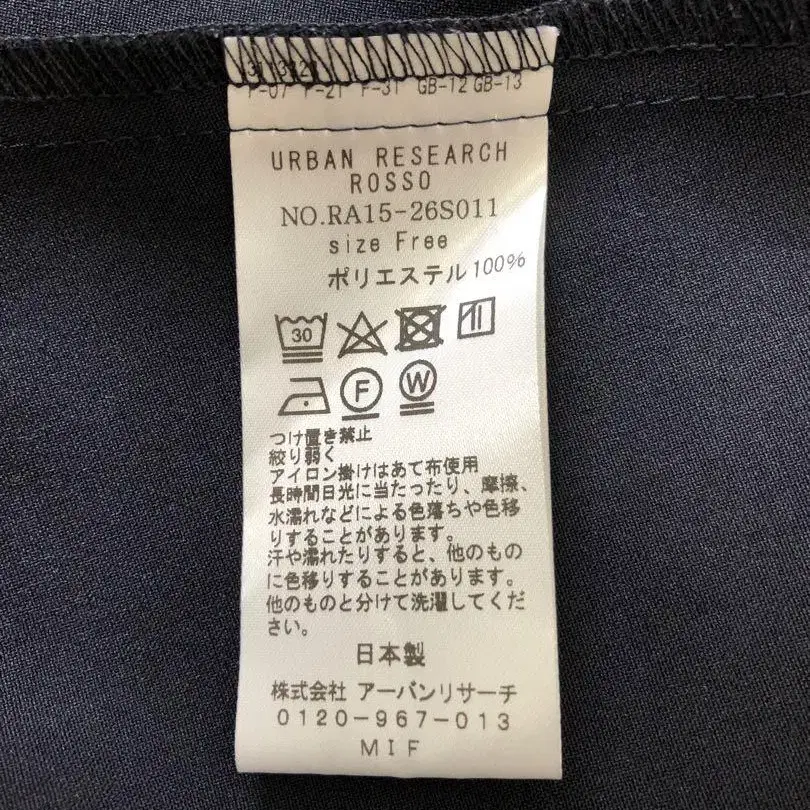 F-07 F-21 F-31 GB-12 GB-13
URBAN RESEARCH
ROSSO
NO.RA15-26S011
size Free
ポリエステル100%
30
F
W
つけ置き禁止
絞り弱く
アイロン掛けはあて布使用
長時間日光に当たったり、摩擦、
水濡れなどによる色落ちや色移
りすることがあります。
汗や濡れたりすると、他のもの
に色移りすることがあります。
他のものと分けて洗濯してくだ
さい。
日本製
株式会社 アーバンリサーチ
0120-967-013
MIF